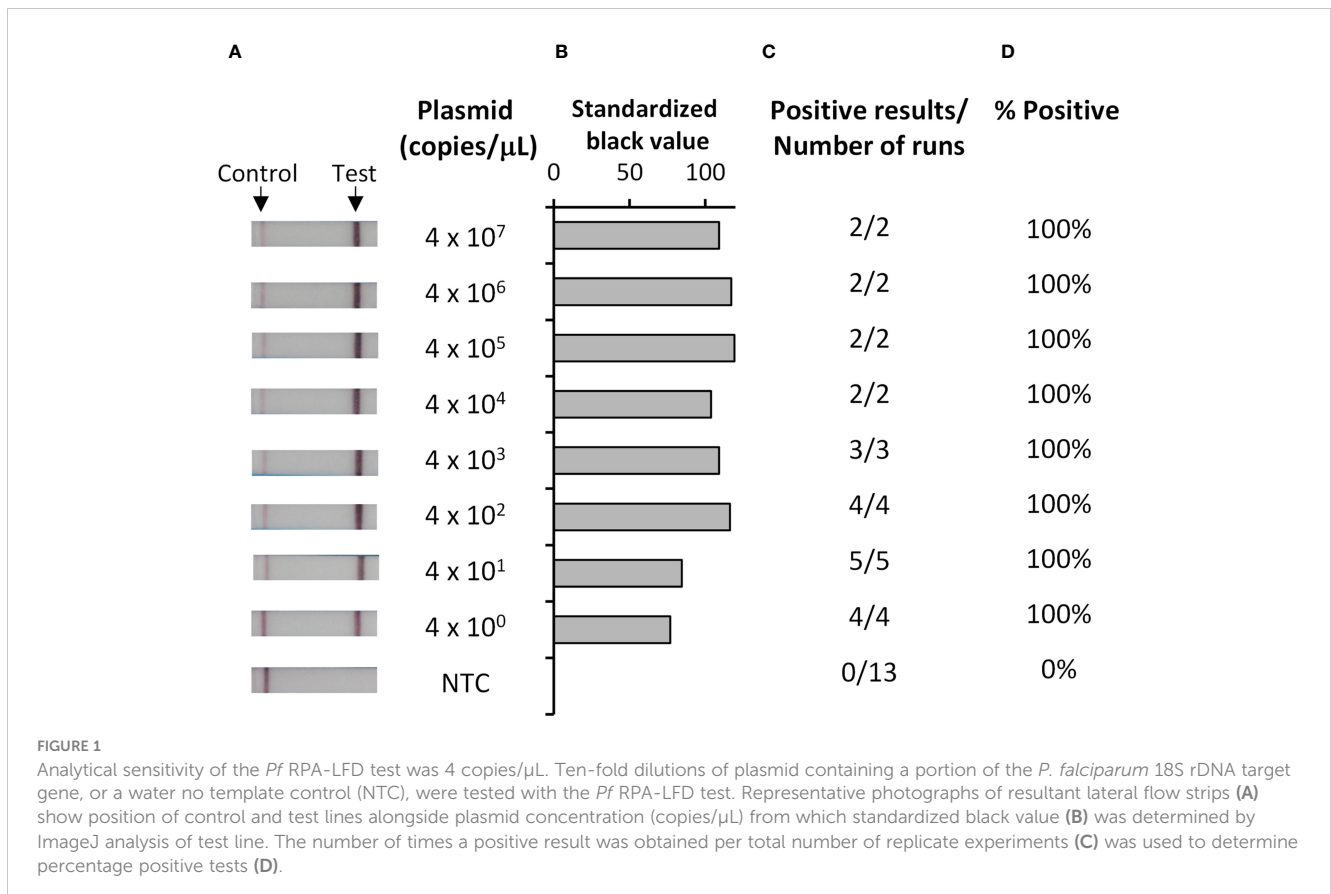 A B C D
Plasmid
(copies/µL)
Standardized
black value
Positive results/
Number of runs
% Positive
Control Test
0 50 100
4 x 10⁷ 2/2 100%
4 x 10⁶ 2/2 100%
4 x 10⁵ 2/2 100%
4 x 10⁴ 2/2 100%
4 x 10³ 3/3 100%
4 x 10² 4/4 100%
4 x 10¹ 5/5 100%
4 x 10⁰ 4/4 100%
NTC 0/13 0%
FIGURE 1
Analytical sensitivity of the Pf RPA-LFD test was 4 copies/µL. Ten-fold dilutions of plasmid containing a portion of the P. falciparum 18S rDNA target
gene, or a water no template control (NTC), were tested with the Pf RPA-LFD test. Representative photographs of resultant lateral flow strips (A)
show position of control and test lines alongside plasmid concentration (copies/µL) from which standardized black value (B) was determined by
ImageJ analysis of test line. The number of times a positive result was obtained per total number of replicate experiments (C) was used to determine
percentage positive tests (D).